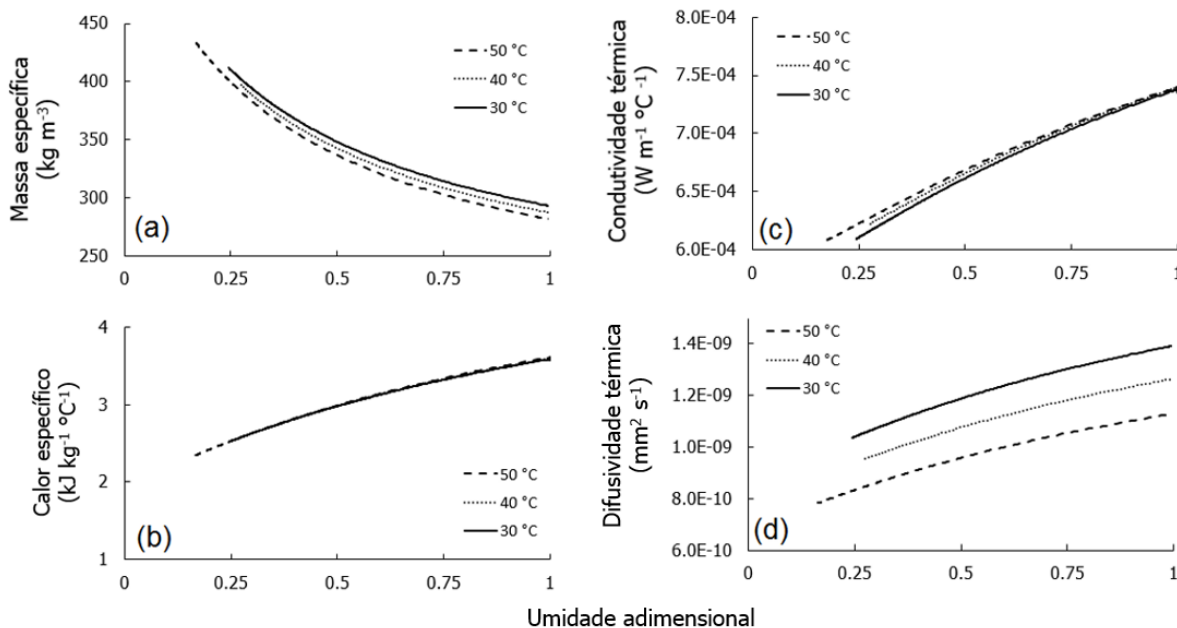 Massa específica
(kg m⁻³)
450
400
350
300
250
0
0.25
0.5
0.75
1
50 °C
40 °C
30 °C
(a)
Condutividade térmica
(W m⁻¹ °C ⁻¹)
8.0E-04
7.5E-04
7.0E-04
6.5E-04
6.0E-04
0
0.25
0.5
0.75
1
50 °C
40 °C
30 °C
(c)
Calor específico
(kJ kg⁻¹ °C⁻¹)
4
3
2
1
0
0.25
0.5
0.75
1
50 °C
40 °C
30 °C
(b)
Difusividade térmica
(mm² s⁻¹)
1.4E-09
1.2E-09
1.0E-09
8.0E-10
6.0E-10
0
0.25
0.5
0.75
1
50 °C
40 °C
30 °C
(d)
Umidade adimensional